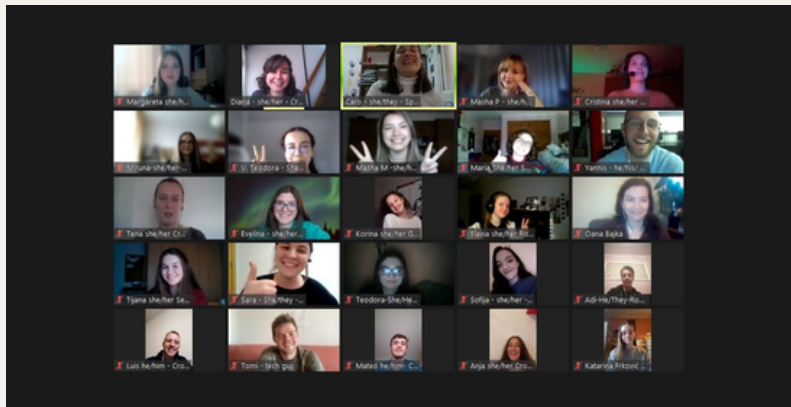 Margareta she/h...
Diana - she/her - Cr...
Caro - she/they - Sp...
Masha P - she/h...
Cristina she/her ...
she/her-...
V. Teodora - She...
Masha M -she/h...
Maria She/her S...
Yannis - he/his/ ...
Tena she/her Cr...
Evelina - she/her...
Korina she/her G...
Flavia she/her Ro...
Oana Bajka
Tijana she/her Se...
Sara - She/they -...
Teodora-She/He...
Sofija - she/her -...
Adi-He/They-Ro...
Luis he/him - Cro...
Tomi - tech guy
Mateo he/him- C...
Anja she/her Cro...
Katarina Frković ...